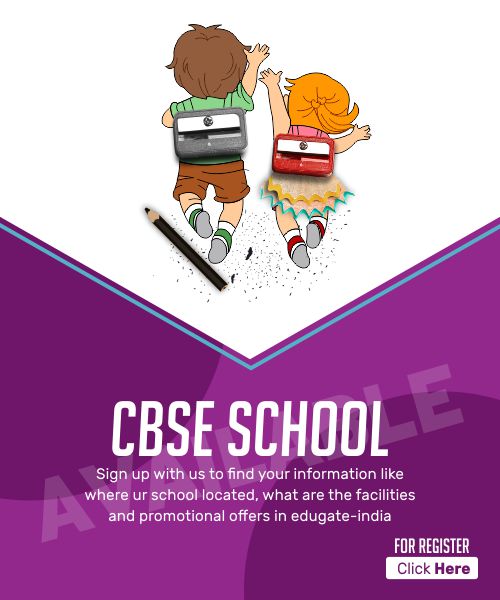 CBSE SCHOOL
AVAILABLE
Sign up with us to find your information like
where ur school located, what are the facilities
and promotional offers in edugate-india
FOR REGISTER
Click Here